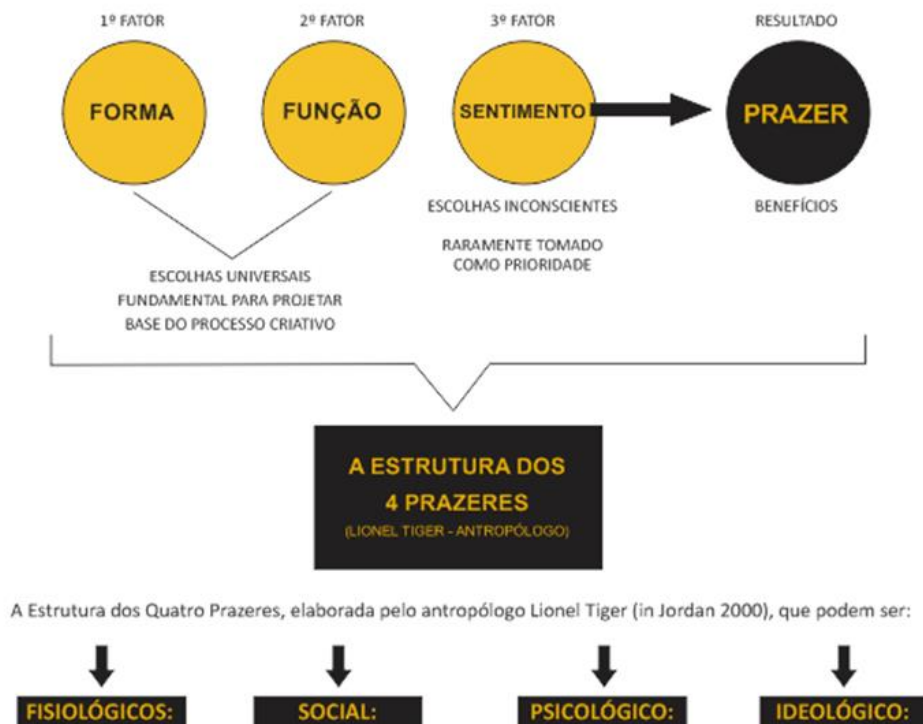 1º FATOR
2º FATOR
3º FATOR
RESULTADO
FORMA
FUNÇÃO
SENTIMENTO
PRAZER
ESCOLHAS INCONSCIENTES
BENEFÍCIOS
RARAMENTE TOMADO
COMO PRIORIDADE
ESCOLHAS UNIVERSAIS
FUNDAMENTAL PARA PROJETAR
BASE DO PROCESSO CRIATIVO
A ESTRUTURA DOS
4 PRAZERES
(LIONEL TIGER - ANTROPÓLOGO)
A Estrutura dos Quatro Prazeres, elaborada pelo antropólogo Lionel Tiger (in Jordan 2000), que podem ser:
FISIOLÓGICOS:
SOCIAL:
PSICOLÓGICO:
IDEOLÓGICO: